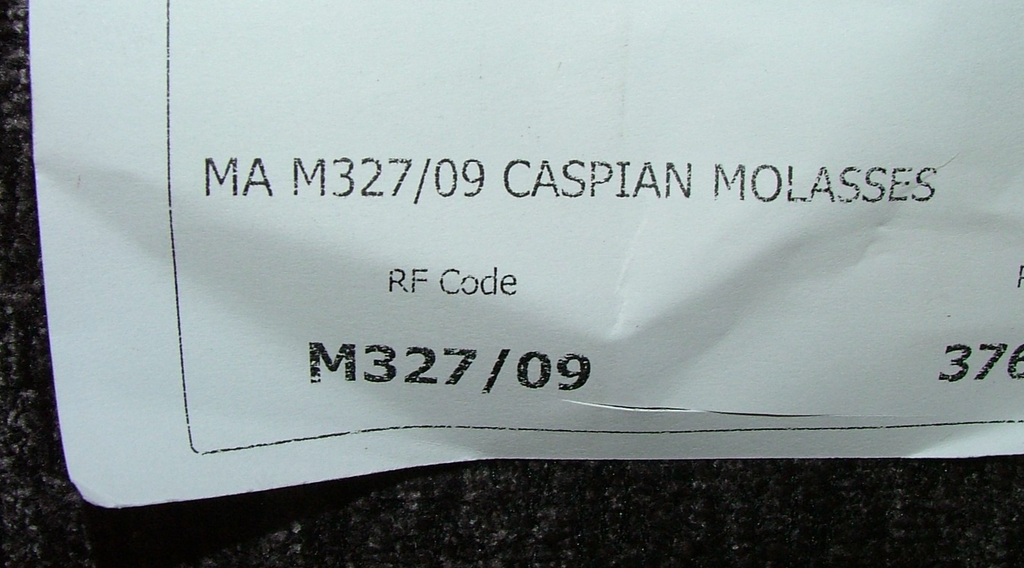 MA M327/09 CASPIAN MOLASSES
RF Code
M327/09